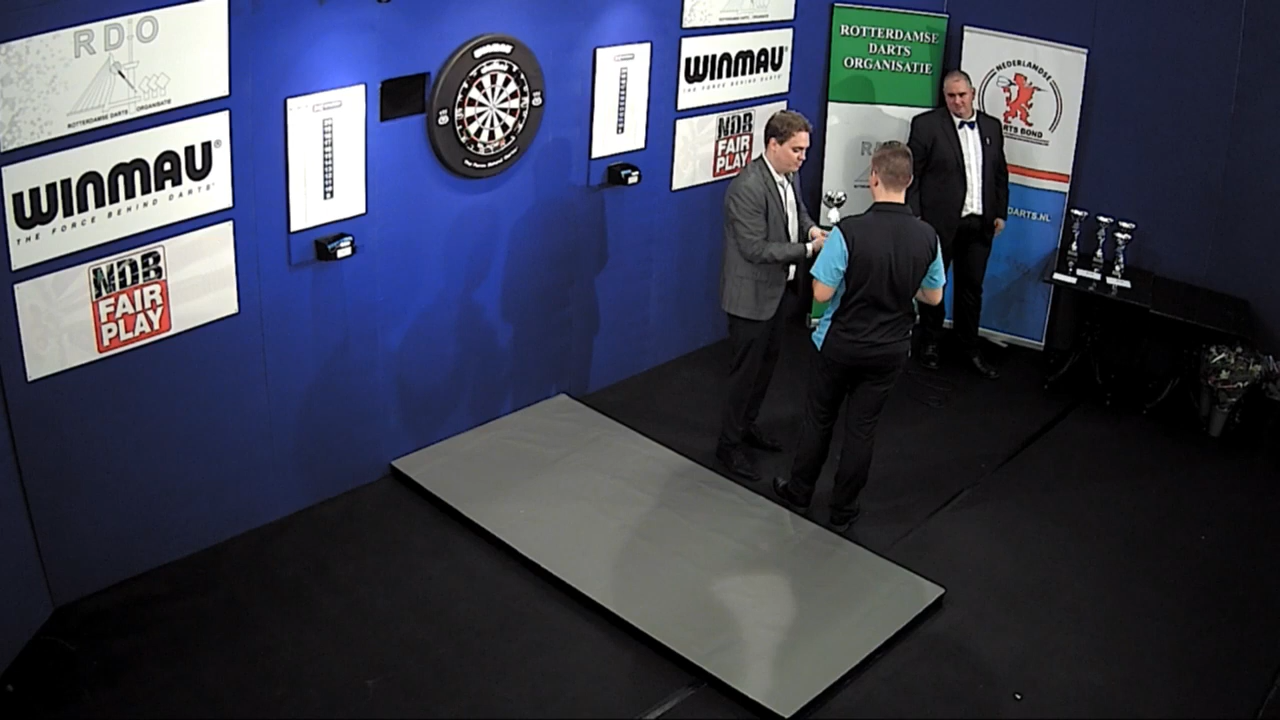 RDO
ROTTERDAMSE DARTS ORGANISATIE
WINMAU®
THE FORCE BEHIND DARTS
NDB
FAIR
PLAY
WINMAU
WINMAU
THE FORCE BEHIND DARTS
NDB
FAIR
PLAY
ROTTERDAMSE
DARTS
ORGANISATIE
NEDERLANDSE
DARTS BOND
DARTS.NL